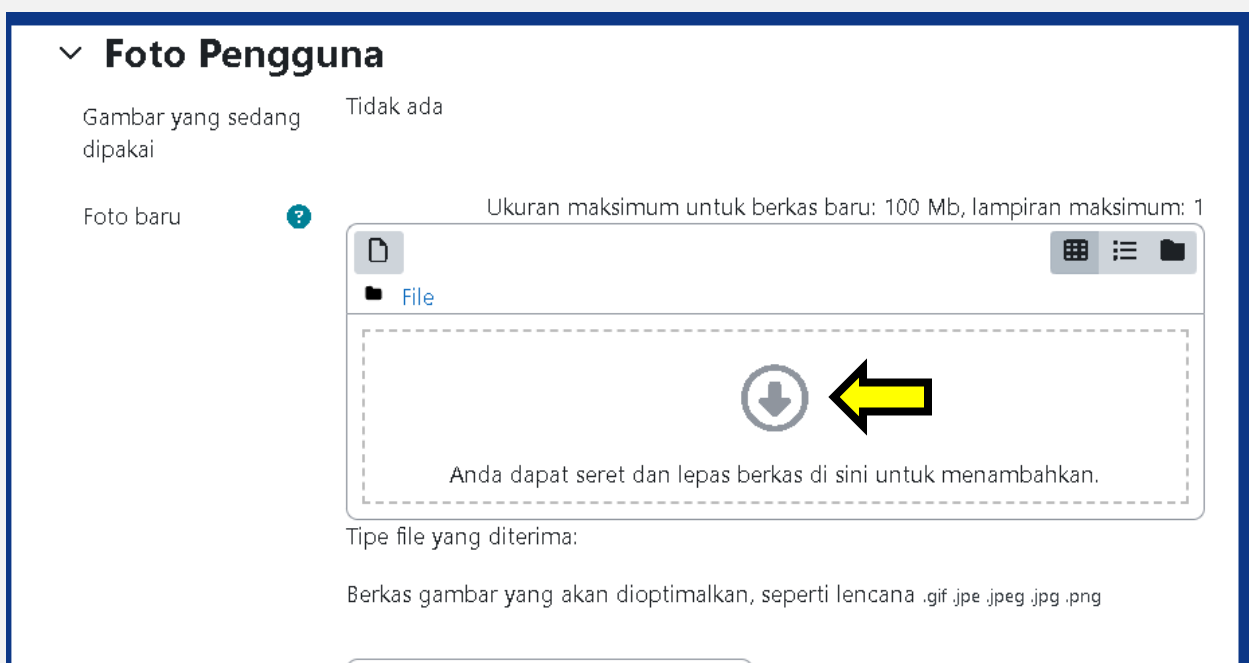 Foto Pengguna
Gambar yang sedang dipakai
Tidak ada
Foto baru
?
Ukuran maksimum untuk berkas baru: 100 Mb, lampiran maksimum: 1
File
Anda dapat seret dan lepas berkas di sini untuk menambahkan.
Tipe file yang diterima:
Berkas gambar yang akan dioptimalkan, seperti lencana .gif .jpe .jpeg .jpg .png